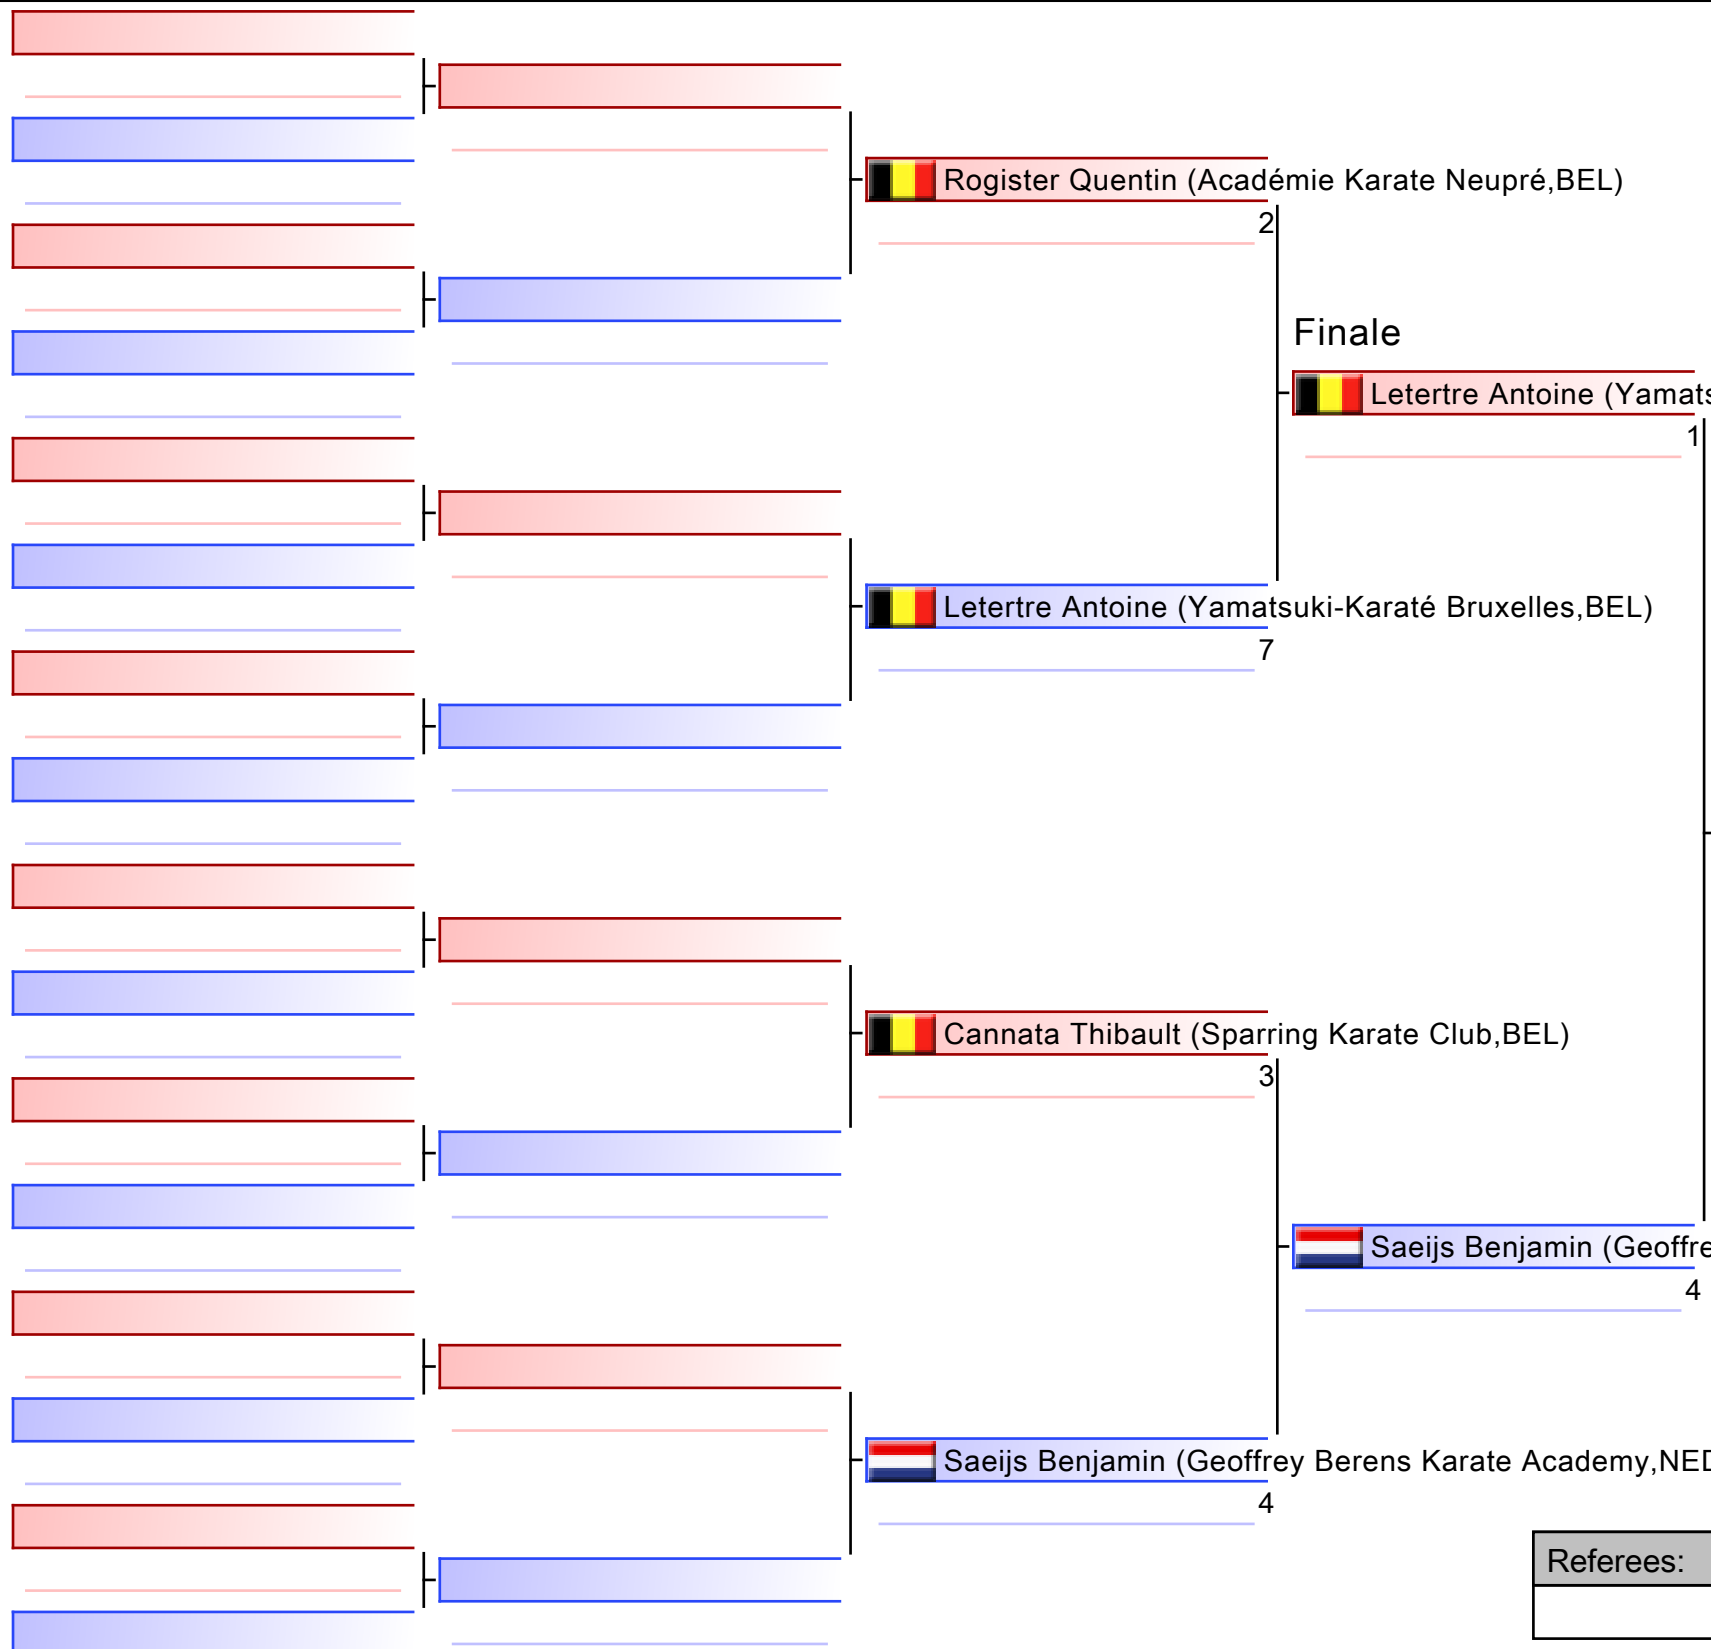 Rogister Quentin (Académie Karate Neupré,BEL)
2
Finale
Letertre Antoine (Yamats
1
Letertre Antoine (Yamatsuki-Karaté Bruxelles,BEL)
7
Cannata Thibault (Sparring Karate Club,BEL)
3
Saeijs Benjamin (Geoffre
4
Saeijs Benjamin (Geoffrey Berens Karate Academy,NED
4
Referees: